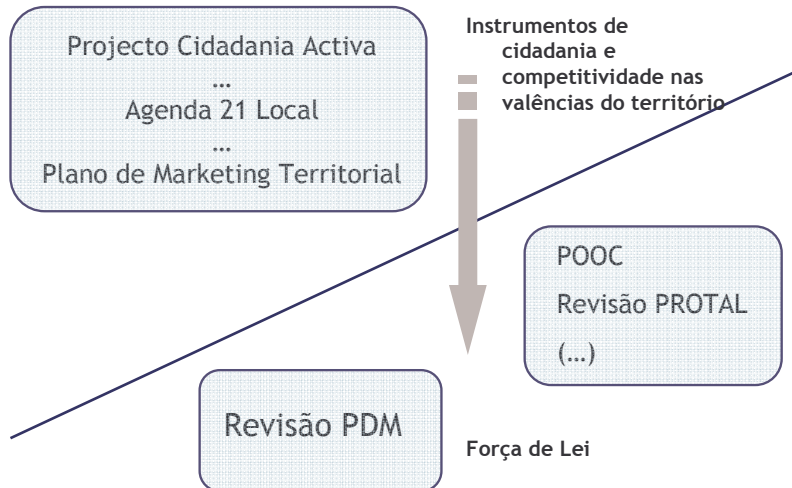 Projecto Cidadania Activa
...
Agenda 21 Local
...
Plano de Marketing Territorial
Instrumentos de
cidadania e
competitividade nas
valências do território
POOC
Revisão PROTAL
(...)
Revisão PDM
Força de Lei